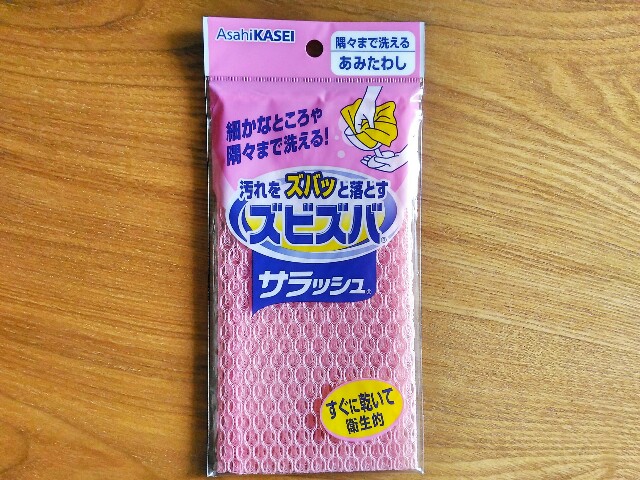 AsahiKASEI
隅々まで洗える
あみたわし
細かなところや
隅々まで洗える!
汚れをズバッと落とす
ズビズバ®
サラッシュ
すぐに乾いて
衛生的